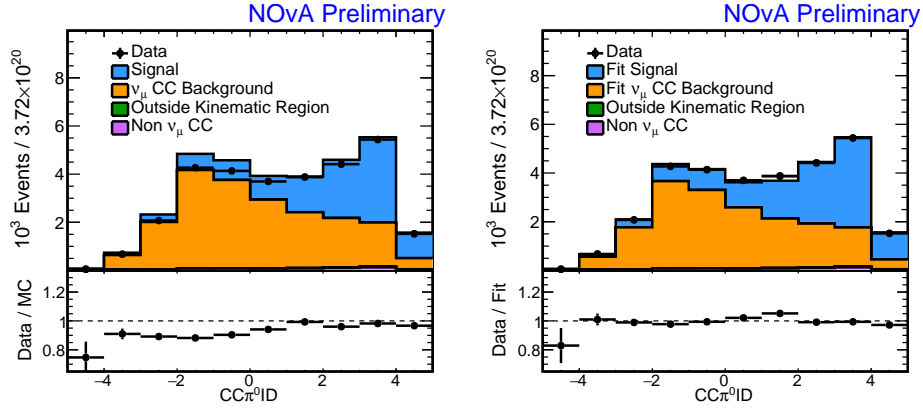 NOvA Preliminary
10³ Events / 3.72×10²⁰
8
6
4
2
Data
Signal
νμ CC Background
Outside Kinematic Region
Non νμ CC
Data / MC
1.2
1
0.8
−4 −2 0 2 4
CCπ⁰ID
NOvA Preliminary
10³ Events / 3.72×10²⁰
8
6
4
2
Data
Fit Signal
Fit νμ CC Background
Outside Kinematic Region
Non νμ CC
Data / Fit
1.2
1
0.8
−4 −2 0 2 4
CCπ⁰ID